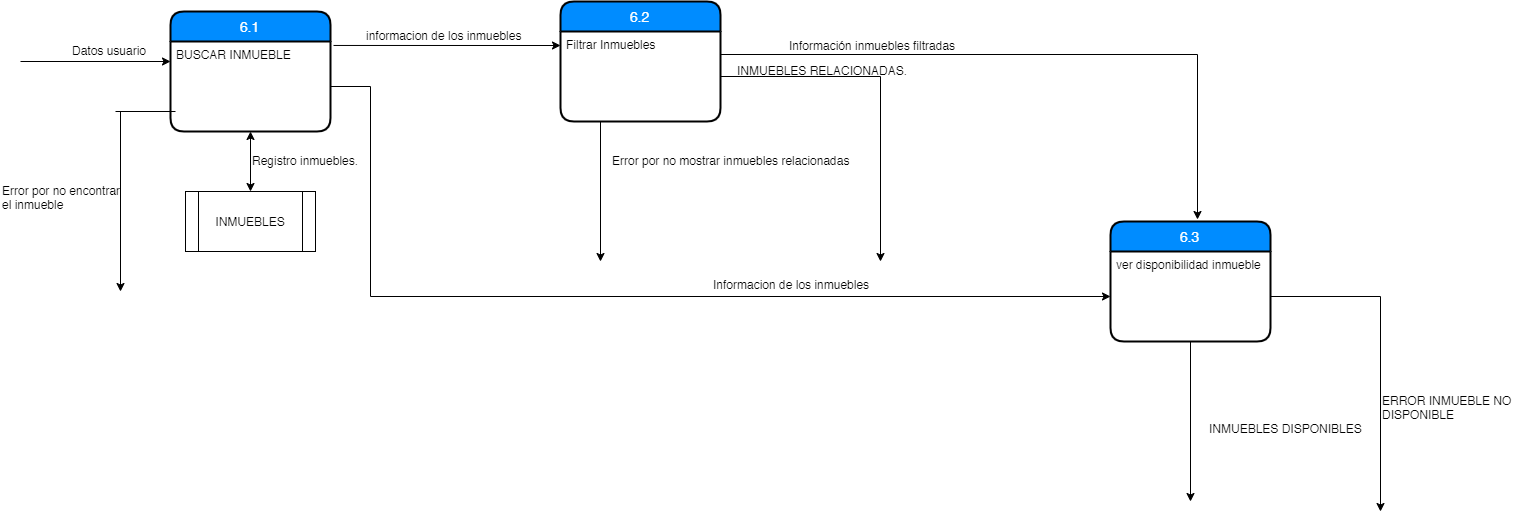 6.1
BUSCAR INMUEBLE
Datos usuario
informacion de los inmuebles
6.2
Filtrar Inmuebles
Información inmuebles filtradas
INMUEBLES RELACIONADAS.
Registro inmuebles.
Error por no mostrar inmuebles relacionadas
Error por no encontrar
el inmueble
INMUEBLES
6.3
ver disponibilidad inmueble
Informacion de los inmuebles
ERROR INMUEBLE NO
DISPONIBLE
INMUEBLES DISPONIBLES